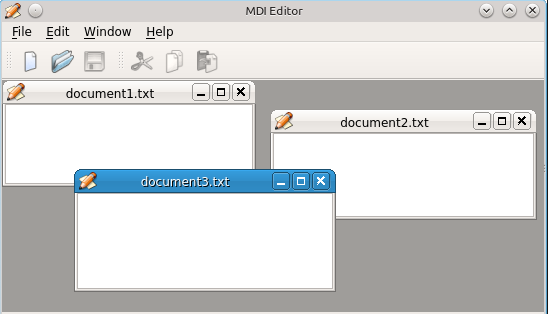 MDI Editor
File Edit Window Help
document1.txt
document2.txt
document3.txt